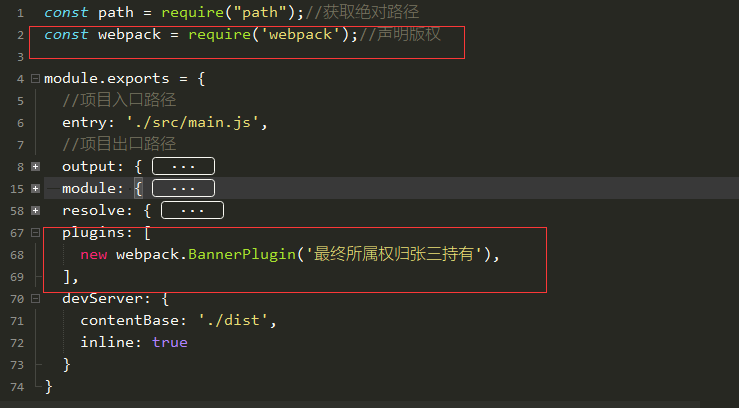 1 const path = require("path");//获取绝对路径
2 const webpack = require('webpack');//声明版权
3
4 module.exports = {
5 //项目入口路径
6 entry: './src/main.js',
7 //项目出口路径
8 output: { ...
15 module: { ...
58 resolve: { ...
67 plugins: [
68 new webpack.BannerPlugin('最终所属权归张三持有'),
69 ],
70 devServer: {
71 contentBase: './dist',
72 inline: true
73 }
74 }